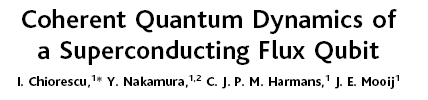 Coherent Quantum Dynamics of
a Superconducting Flux Qubit
I. Chiorescu,¹* Y. Nakamura,¹,² C. J. P. M. Harmans,¹ J. E. Mooij¹